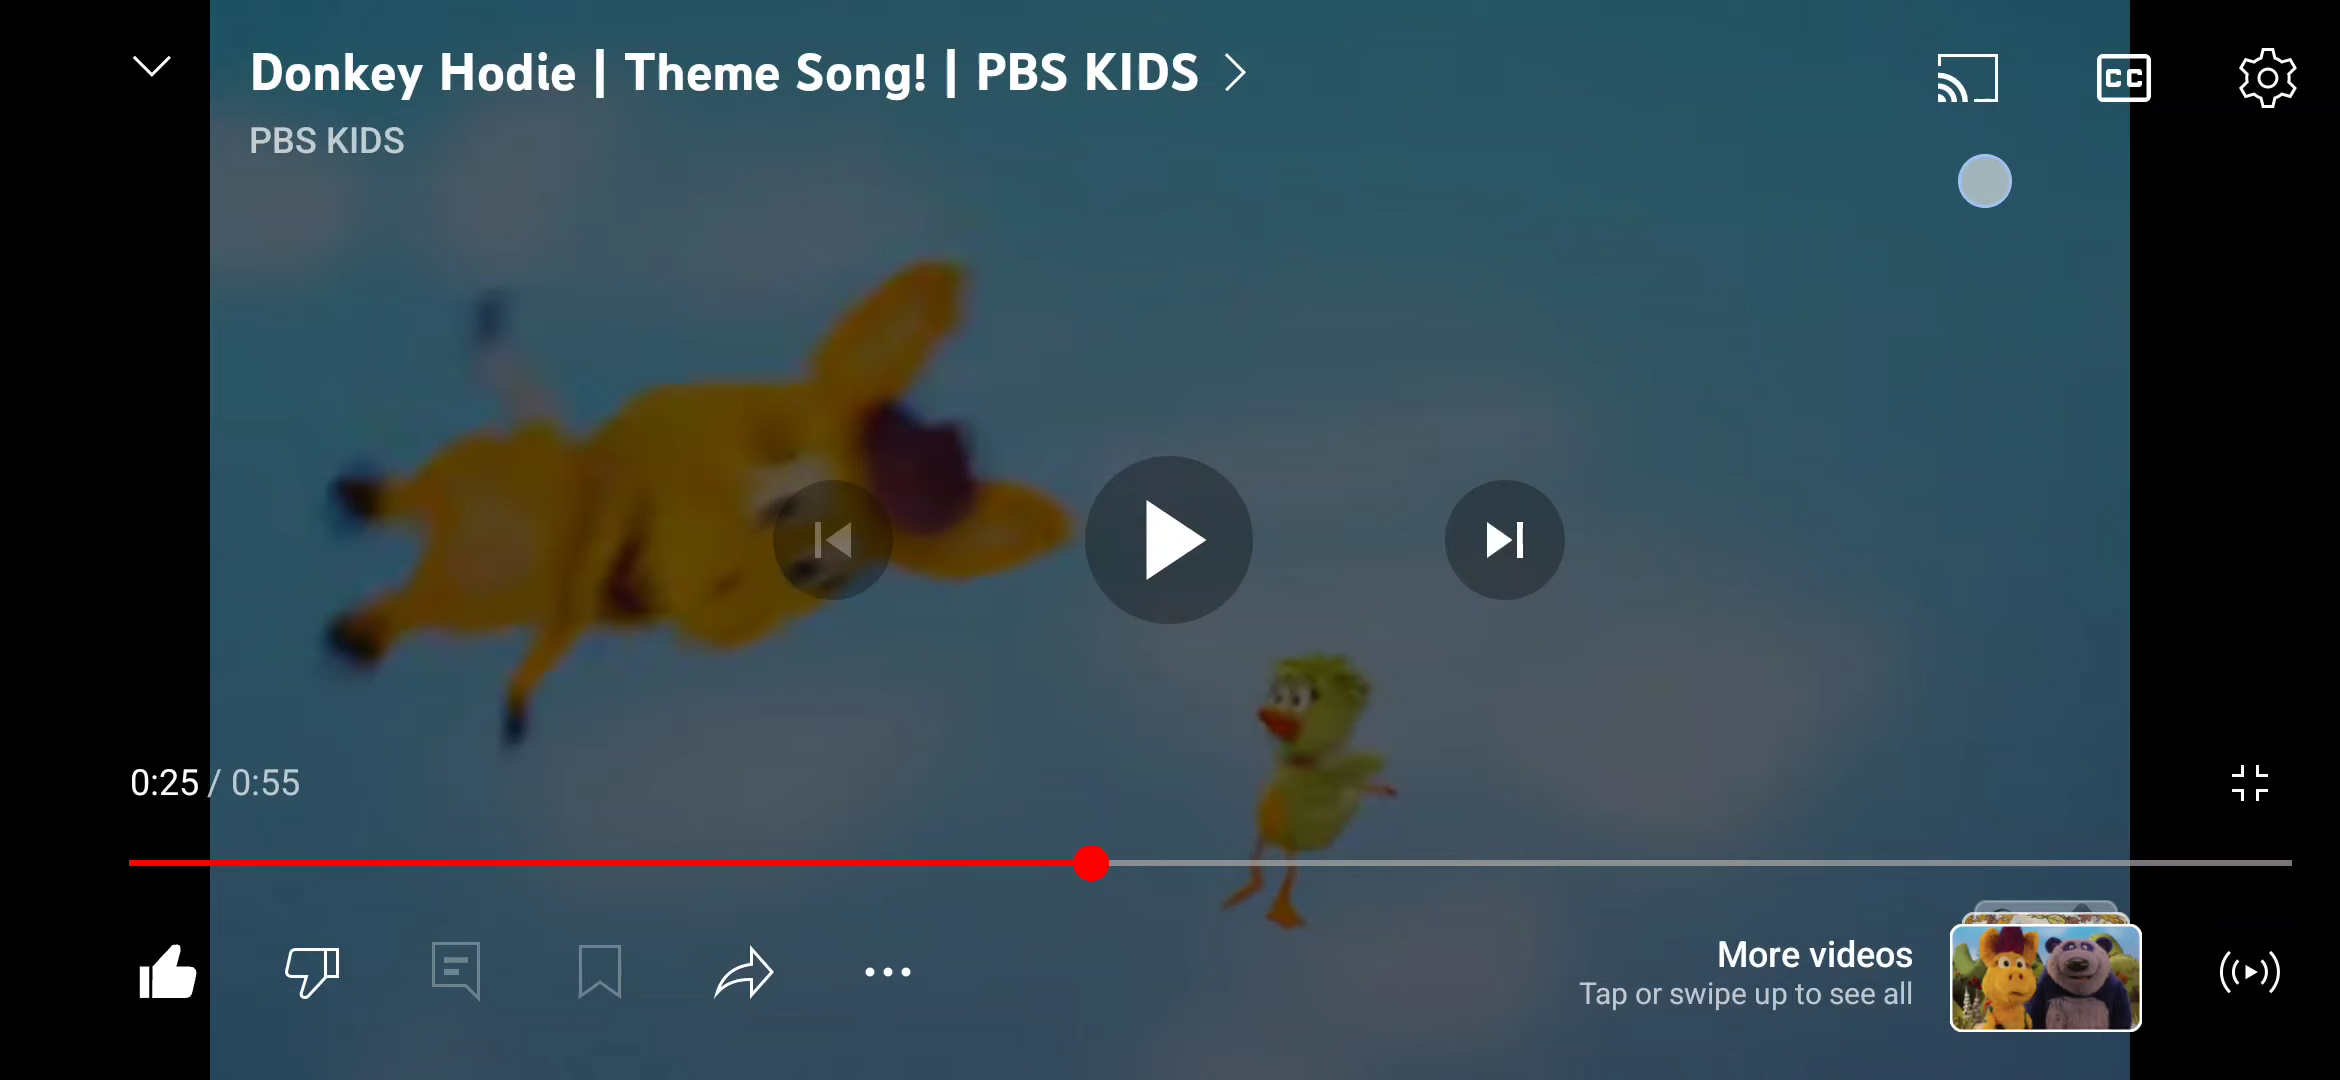 Donkey Hodie | Theme Song! | PBS KIDS
PBS KIDS
CC
0:25 / 0:55
More videos
Tap or swipe up to see all